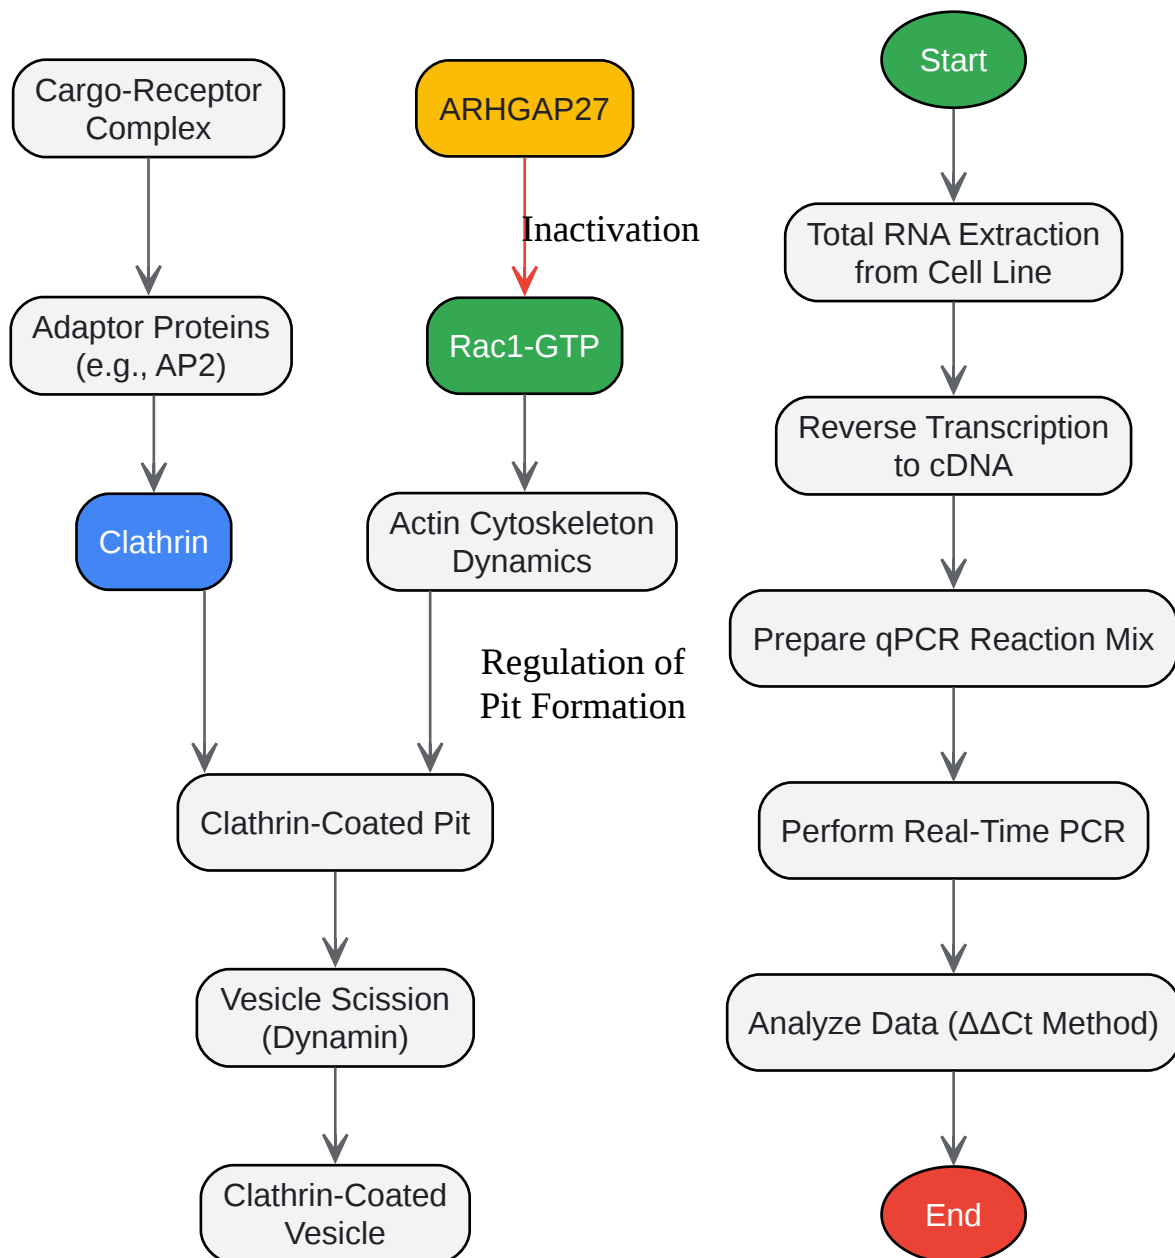 Cargo-Receptor
Complex
Adaptor Proteins
(e.g., AP2)
Clathrin
ARHGAP27
Inactivation
Rac1-GTP
Actin Cytoskeleton
Dynamics
Regulation of
Pit Formation
Clathrin-Coated Pit
Vesicle Scission
(Dynamin)
Clathrin-Coated
Vesicle
Start
Total RNA Extraction
from Cell Line
Reverse Transcription
to cDNA
Prepare qPCR Reaction Mix
Perform Real-Time PCR
Analyze Data (ΔΔCt Method)
End